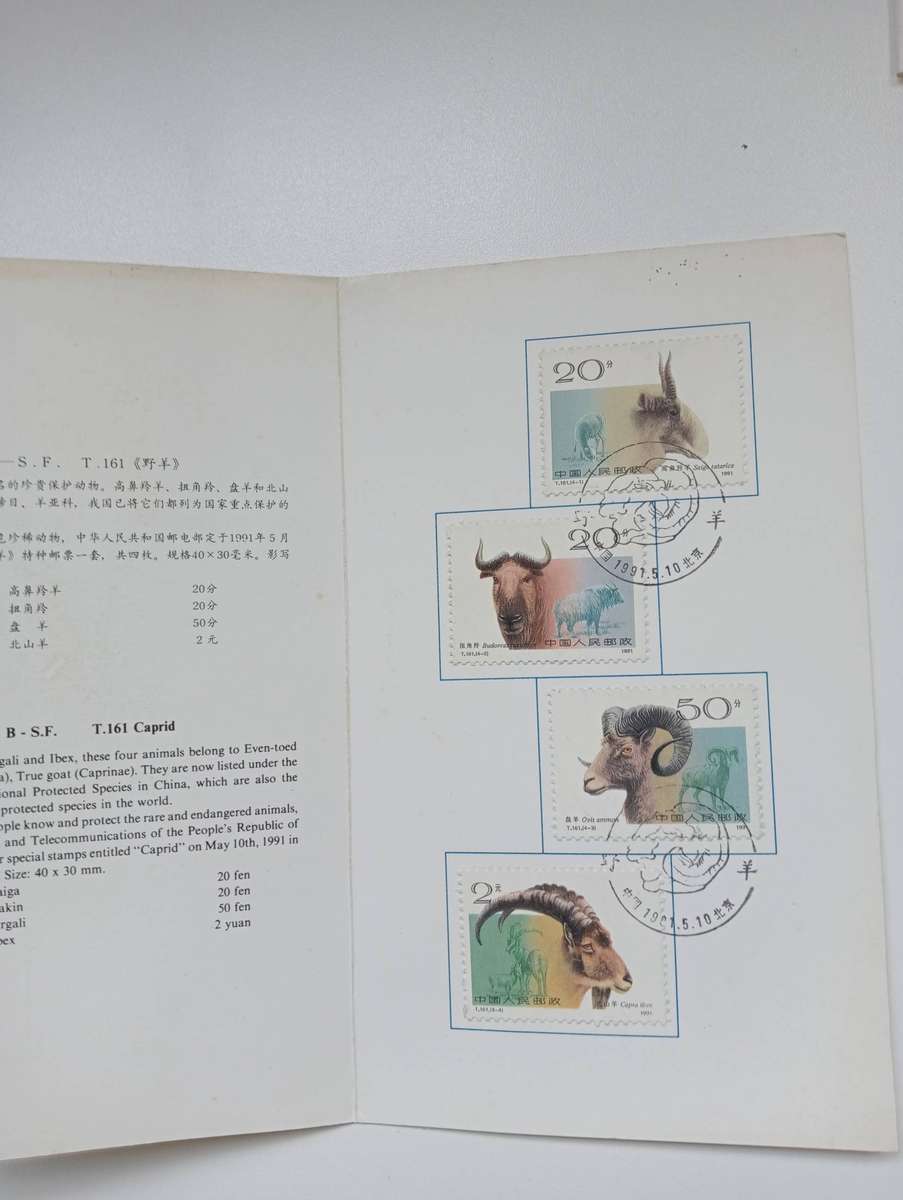 —S.F. T.161《野羊》
名的珍贵保护动物。高鼻羚羊、扭角羚、盘羊和北山
蹄目、羊亚科，我国已将它们都列为国家重点保护的
珍稀动物，中华人民共和国邮电部定于1991年5月
羊》特种邮票一套，共四枚。规格40×30毫米。影写
高鼻羚羊 20分
扭角羚 20分
盘 羊 50分
北山羊 2元
B - S.F. T.161 Caprid
gali and Ibex, these four animals belong to Even-toed
a), True goat (Caprinae). They are now listed under the
ional Protected Species in China, which are also the
protected species in the world.
ople know and protect the rare and endangered animals,
and Telecommunications of the People's Republic of
r special stamps entitled "Caprid" on May 10th, 1991 in
Size: 40 x 30 mm.
aiga 20 fen
akin 20 fen
rgali 50 fen
bex 2 yuan
20分
中国人民邮政
高鼻羚羊 Saiga tatarica
T.161.(4-1) 1991
羊
中国 1991.5.10 北京
20分
扭角羚 Budorcas
中国人民邮政
T.161.(4-2) 1991
50分
盘羊 Ovis ammon
中国人民邮政
T.161.(4-3) 1991
羊
中国 1991.5.10 北京
2元
中国人民邮政
北山羊 Capra ibex
T.161.(4-4) 1991